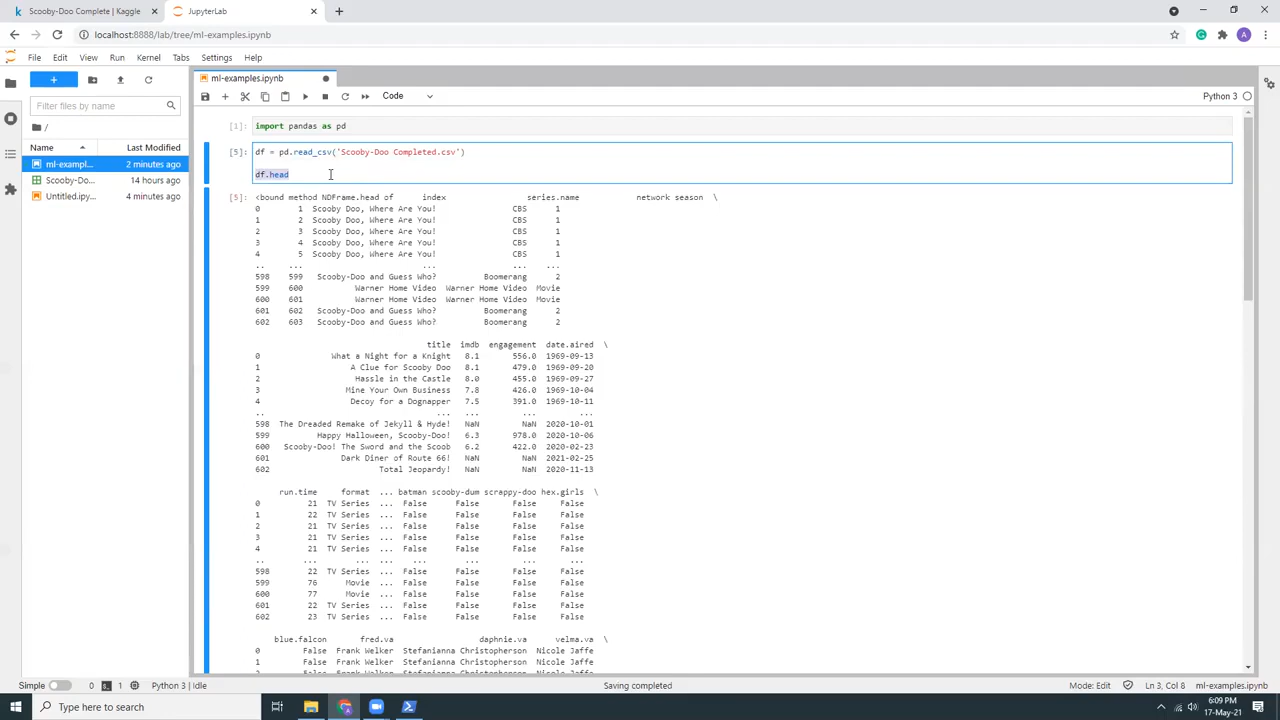 Scooby-Doo Complete | Kaggle
JupyterLab
localhost:8888/lab/tree/ml-examples.ipynb
A
File Edit View Run Kernel Tabs Settings Help
Filter files by name
/
Name Last Modified
ml-exampl... 2 minutes ago
Scooby-Do... 14 hours ago
Untitled.ipy... 4 minutes ago
ml-examples.ipynb
Code
Python 3
[1]: import pandas as pd
[5]: df = pd.read_csv('Scooby-Doo Completed.csv')
df.head
[5]: <bound method NDFrame.head of index series.name network season \
0 1 Scooby Doo, Where Are You! CBS 1
1 2 Scooby Doo, Where Are You! CBS 1
2 3 Scooby Doo, Where Are You! CBS 1
3 4 Scooby Doo, Where Are You! CBS 1
4 5 Scooby Doo, Where Are You! CBS 1
.. ... ... ... ...
598 599 Scooby-Doo and Guess Who? Boomerang 2
599 600 Warner Home Video Warner Home Video Movie
600 601 Warner Home Video Warner Home Video Movie
601 602 Scooby-Doo and Guess Who? Boomerang 2
602 603 Scooby-Doo and Guess Who? Boomerang 2
title imdb engagement date.aired \
0 What a Night for a Knight 8.1 556.0 1969-09-13
1 A Clue for Scooby Doo 8.1 479.0 1969-09-20
2 Hassle in the Castle 8.0 455.0 1969-09-27
3 Mine Your Own Business 7.8 426.0 1969-10-04
4 Decoy for a Dognapper 7.5 391.0 1969-10-11
.. ... ... ... ...
598 The Dreaded Remake of Jekyll & Hyde! NaN NaN 2020-10-01
599 Happy Halloween, Scooby-Doo! 6.3 978.0 2020-10-06
600 Scooby-Doo! The Sword and the Scoob 6.2 422.0 2020-02-23
601 Dark Diner of Route 66! NaN NaN 2021-02-25
602 Total Jeopardy! NaN NaN 2020-11-13
run.time format ... batman scooby-dum scrappy-doo hex.girls \
0 21 TV Series ... False False False False
1 22 TV Series ... False False False False
2 21 TV Series ... False False False False
3 21 TV Series ... False False False False
4 21 TV Series ... False False False False
.. ... ... ... ... ... ... ...
598 22 TV Series ... False False False False
599 76 Movie ... False False False False
600 77 Movie ... False False False False
601 22 TV Series ... False False False False
602 23 TV Series ... False False False False
blue.falcon fred.va daphnie.va velma.va \
0 False Frank Welker Stefanianna Christopherson Nicole Jaffe
1 False Frank Welker Stefanianna Christopherson Nicole Jaffe
Simple 0 1 Python 3 | Idle Saving completed Mode: Edit Ln 3, Col 8 ml-examples.ipynb
Type here to search
6:09 PM
17-May-21